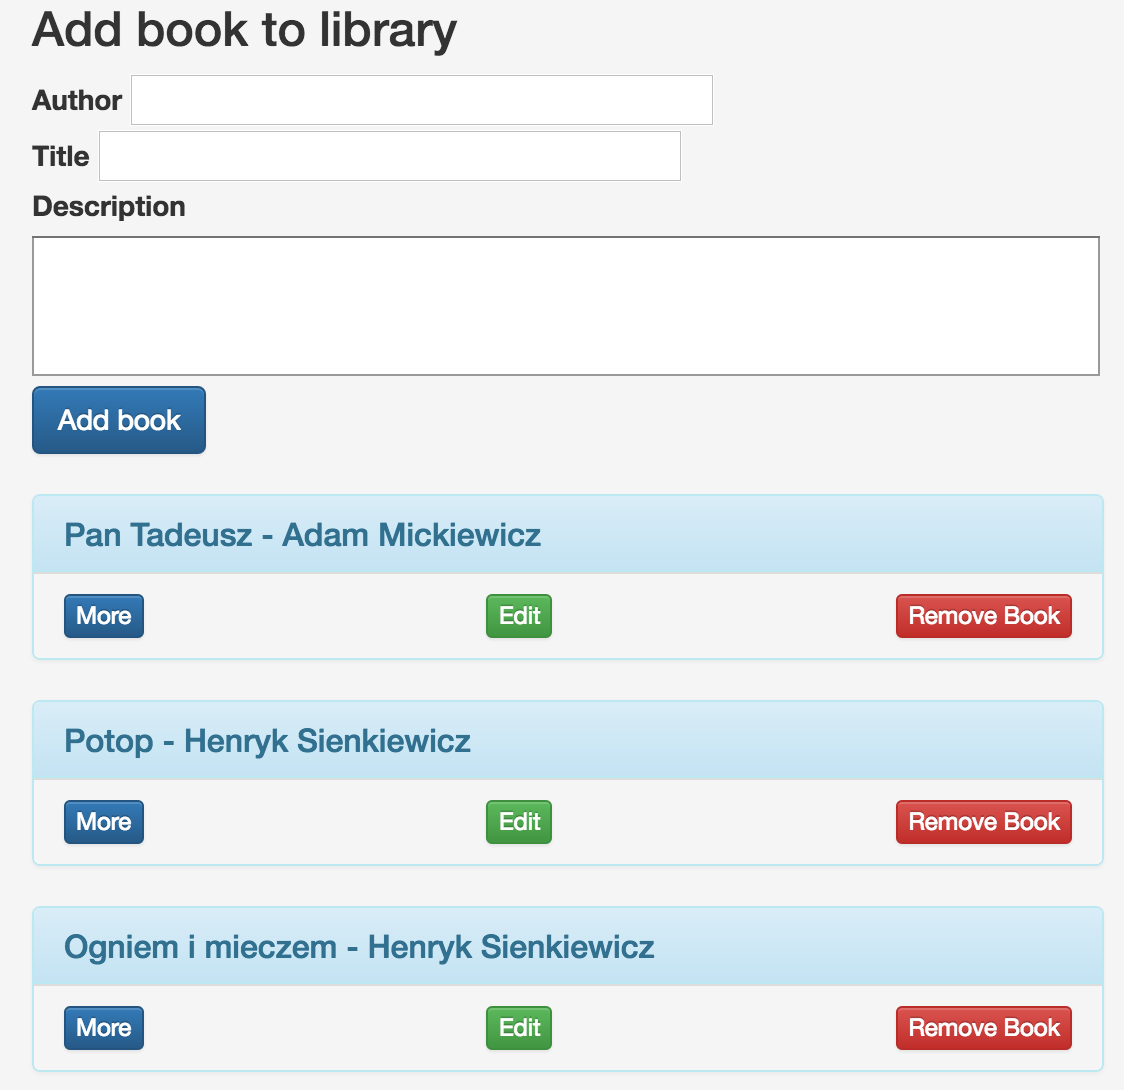 Add book to library
Author
Title
Description
Add book
Pan Tadeusz - Adam Mickiewicz
More Edit Remove Book
Potop - Henryk Sienkiewicz
More Edit Remove Book
Ogniem i mieczem - Henryk Sienkiewicz
More Edit Remove Book